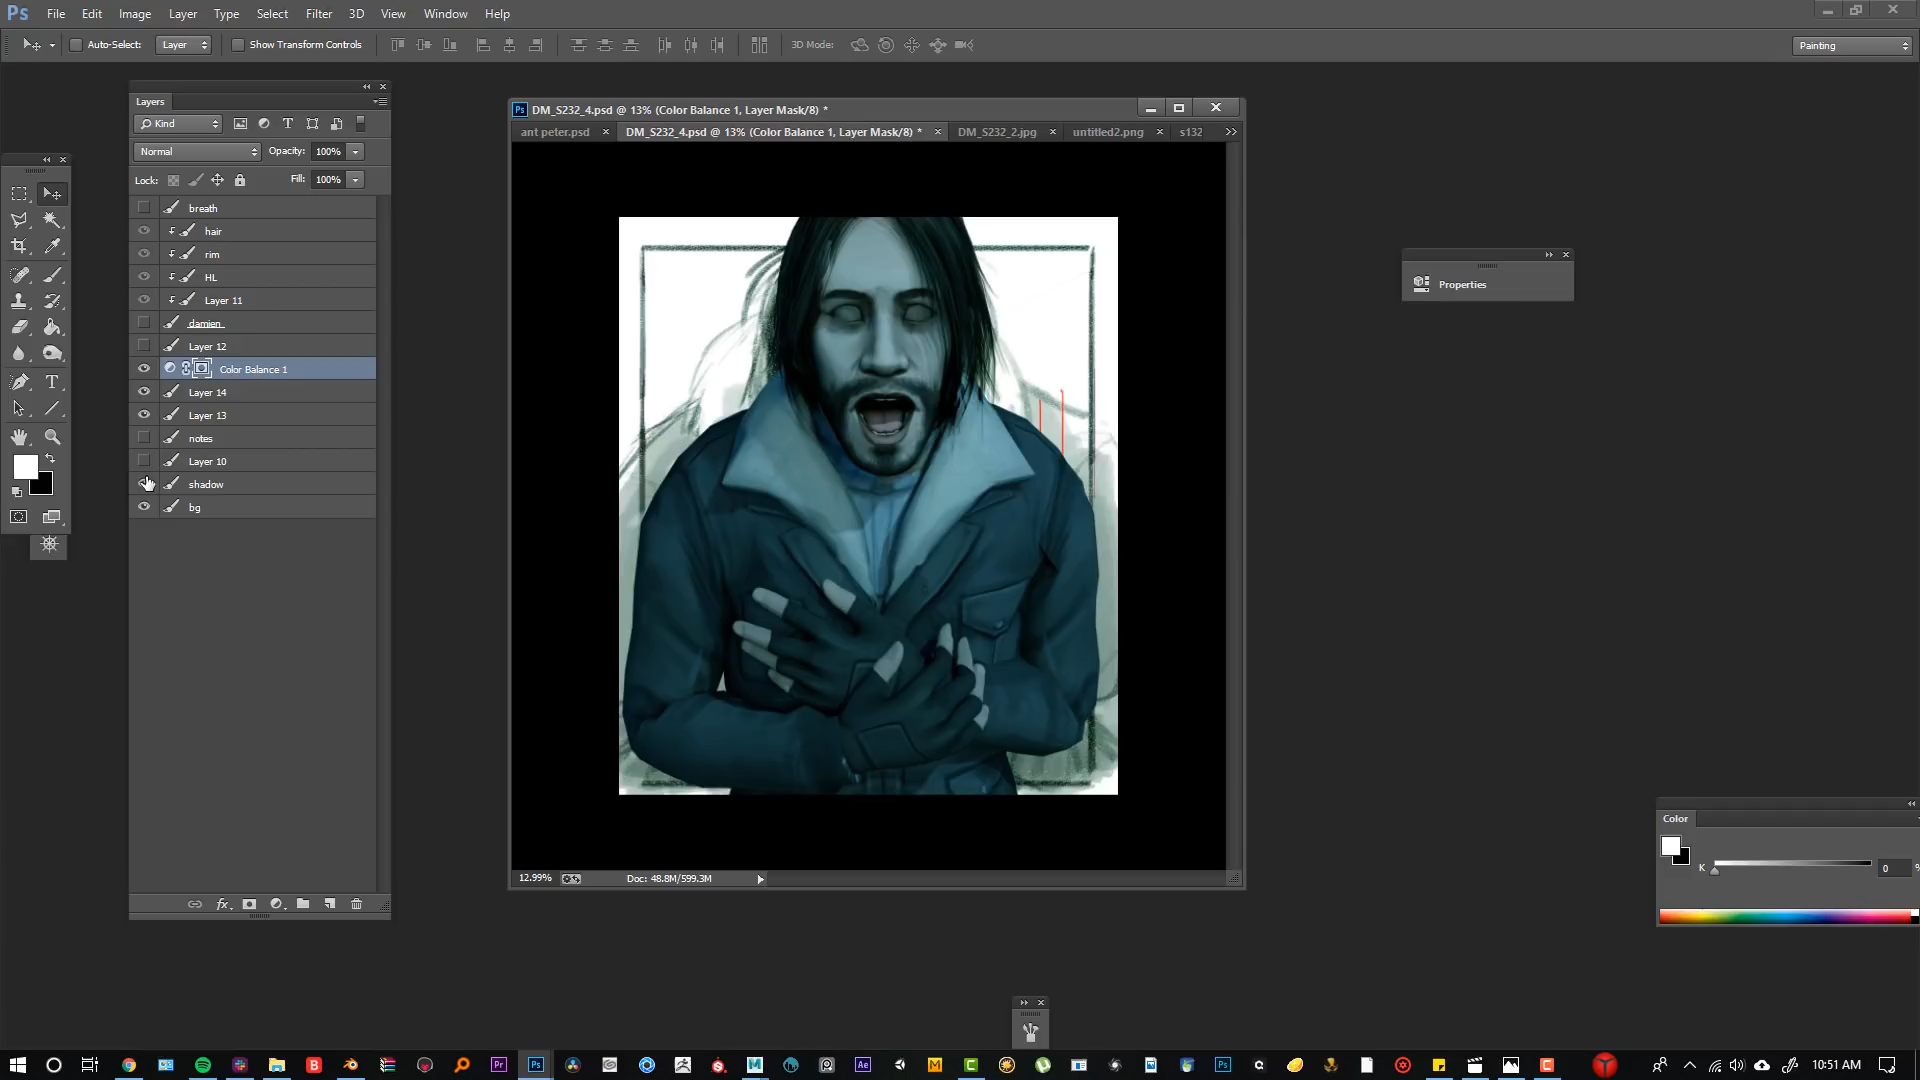 Ps File Edit Image Layer Type Select Filter 3D View Window Help
Auto-Select: Layer Show Transform Controls 3D Mode: Painting
Layers
Kind
Normal Opacity: 100%
Lock: Fill: 100%
breath
hair
rim
HL
Layer 11
damien
Layer 12
Color Balance 1
Layer 14
Layer 13
notes
Layer 10
shadow
bg
DM_S232_4.psd @ 13% (Color Balance 1, Layer Mask/8) *
ant peter.psd DM_S232_4.psd @ 13% (Color Balance 1, Layer Mask/8) * DM_S232_2.jpg untitled2.png s132
12.99% Doc: 48.8M/599.3M
Properties
Color
K 0 %
10:51 AM